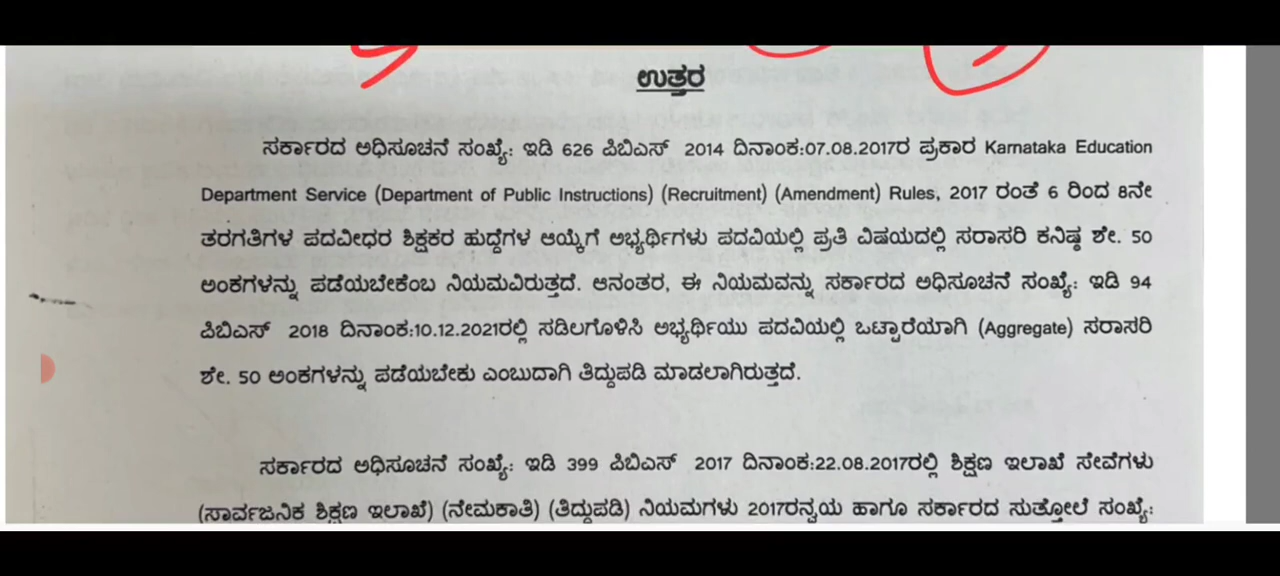 ಉತ್ತರ
ಸರ್ಕಾರದ ಅಧಿಸೂಚನೆ ಸಂಖ್ಯೆ: ಇಡಿ 626 ಪಿಬಿಎಸ್ 2014 ದಿನಾಂಕ:07.08.2017ರ ಪ್ರಕಾರ Karnataka Education
Department Service (Department of Public Instructions) (Recruitment) (Amendment) Rules, 2017 ರಂತೆ 6 ರಿಂದ 8ನೇ
ತರಗತಿಗಳ ಪದವೀಧರ ಶಿಕ್ಷಕರ ಹುದ್ದೆಗಳ ಆಯ್ಕೆಗೆ ಅಭ್ಯರ್ಥಿಗಳು ಪದವಿಯಲ್ಲಿ ಪ್ರತಿ ವಿಷಯದಲ್ಲಿ ಸರಾಸರಿ ಕನಿಷ್ಠ ಶೇ. 50
ಅಂಕಗಳನ್ನು ಪಡೆಯಬೇಕೆಂಬ ನಿಯಮವಿರುತ್ತದೆ. ಆನಂತರ, ಈ ನಿಯಮವನ್ನು ಸರ್ಕಾರದ ಅಧಿಸೂಚನೆ ಸಂಖ್ಯೆ: ಇಡಿ 94
ಪಿಬಿಎಸ್ 2018 ದಿನಾಂಕ:10.12.2021ರಲ್ಲಿ ಸಡಿಲಗೊಳಿಸಿ ಅಭ್ಯರ್ಥಿಯು ಪದವಿಯಲ್ಲಿ ಒಟ್ಟಾರೆಯಾಗಿ (Aggregate) ಸರಾಸರಿ
ಶೇ. 50 ಅಂಕಗಳನ್ನು ಪಡೆಯಬೇಕು ಎಂಬುದಾಗಿ ತಿದ್ದುಪಡಿ ಮಾಡಲಾಗಿರುತ್ತದೆ.
ಸರ್ಕಾರದ ಅಧಿಸೂಚನೆ ಸಂಖ್ಯೆ: ಇಡಿ 399 ಪಿಬಿಎಸ್ 2017 ದಿನಾಂಕ:22.08.2017ರಲ್ಲಿ ಶಿಕ್ಷಣ ಇಲಾಖೆ ಸೇವೆಗಳು
(ಸಾರ್ವಜನಿಕ ಶಿಕ್ಷಣ ಇಲಾಖೆ) (ನೇಮಕಾತಿ) (ತಿದ್ದುಪಡಿ) ನಿಯಮಗಳು 2017ರನ್ವಯ ಹಾಗೂ ಸರ್ಕಾರದ ಸುತ್ತೋಲೆ ಸಂಖ್ಯೆ: